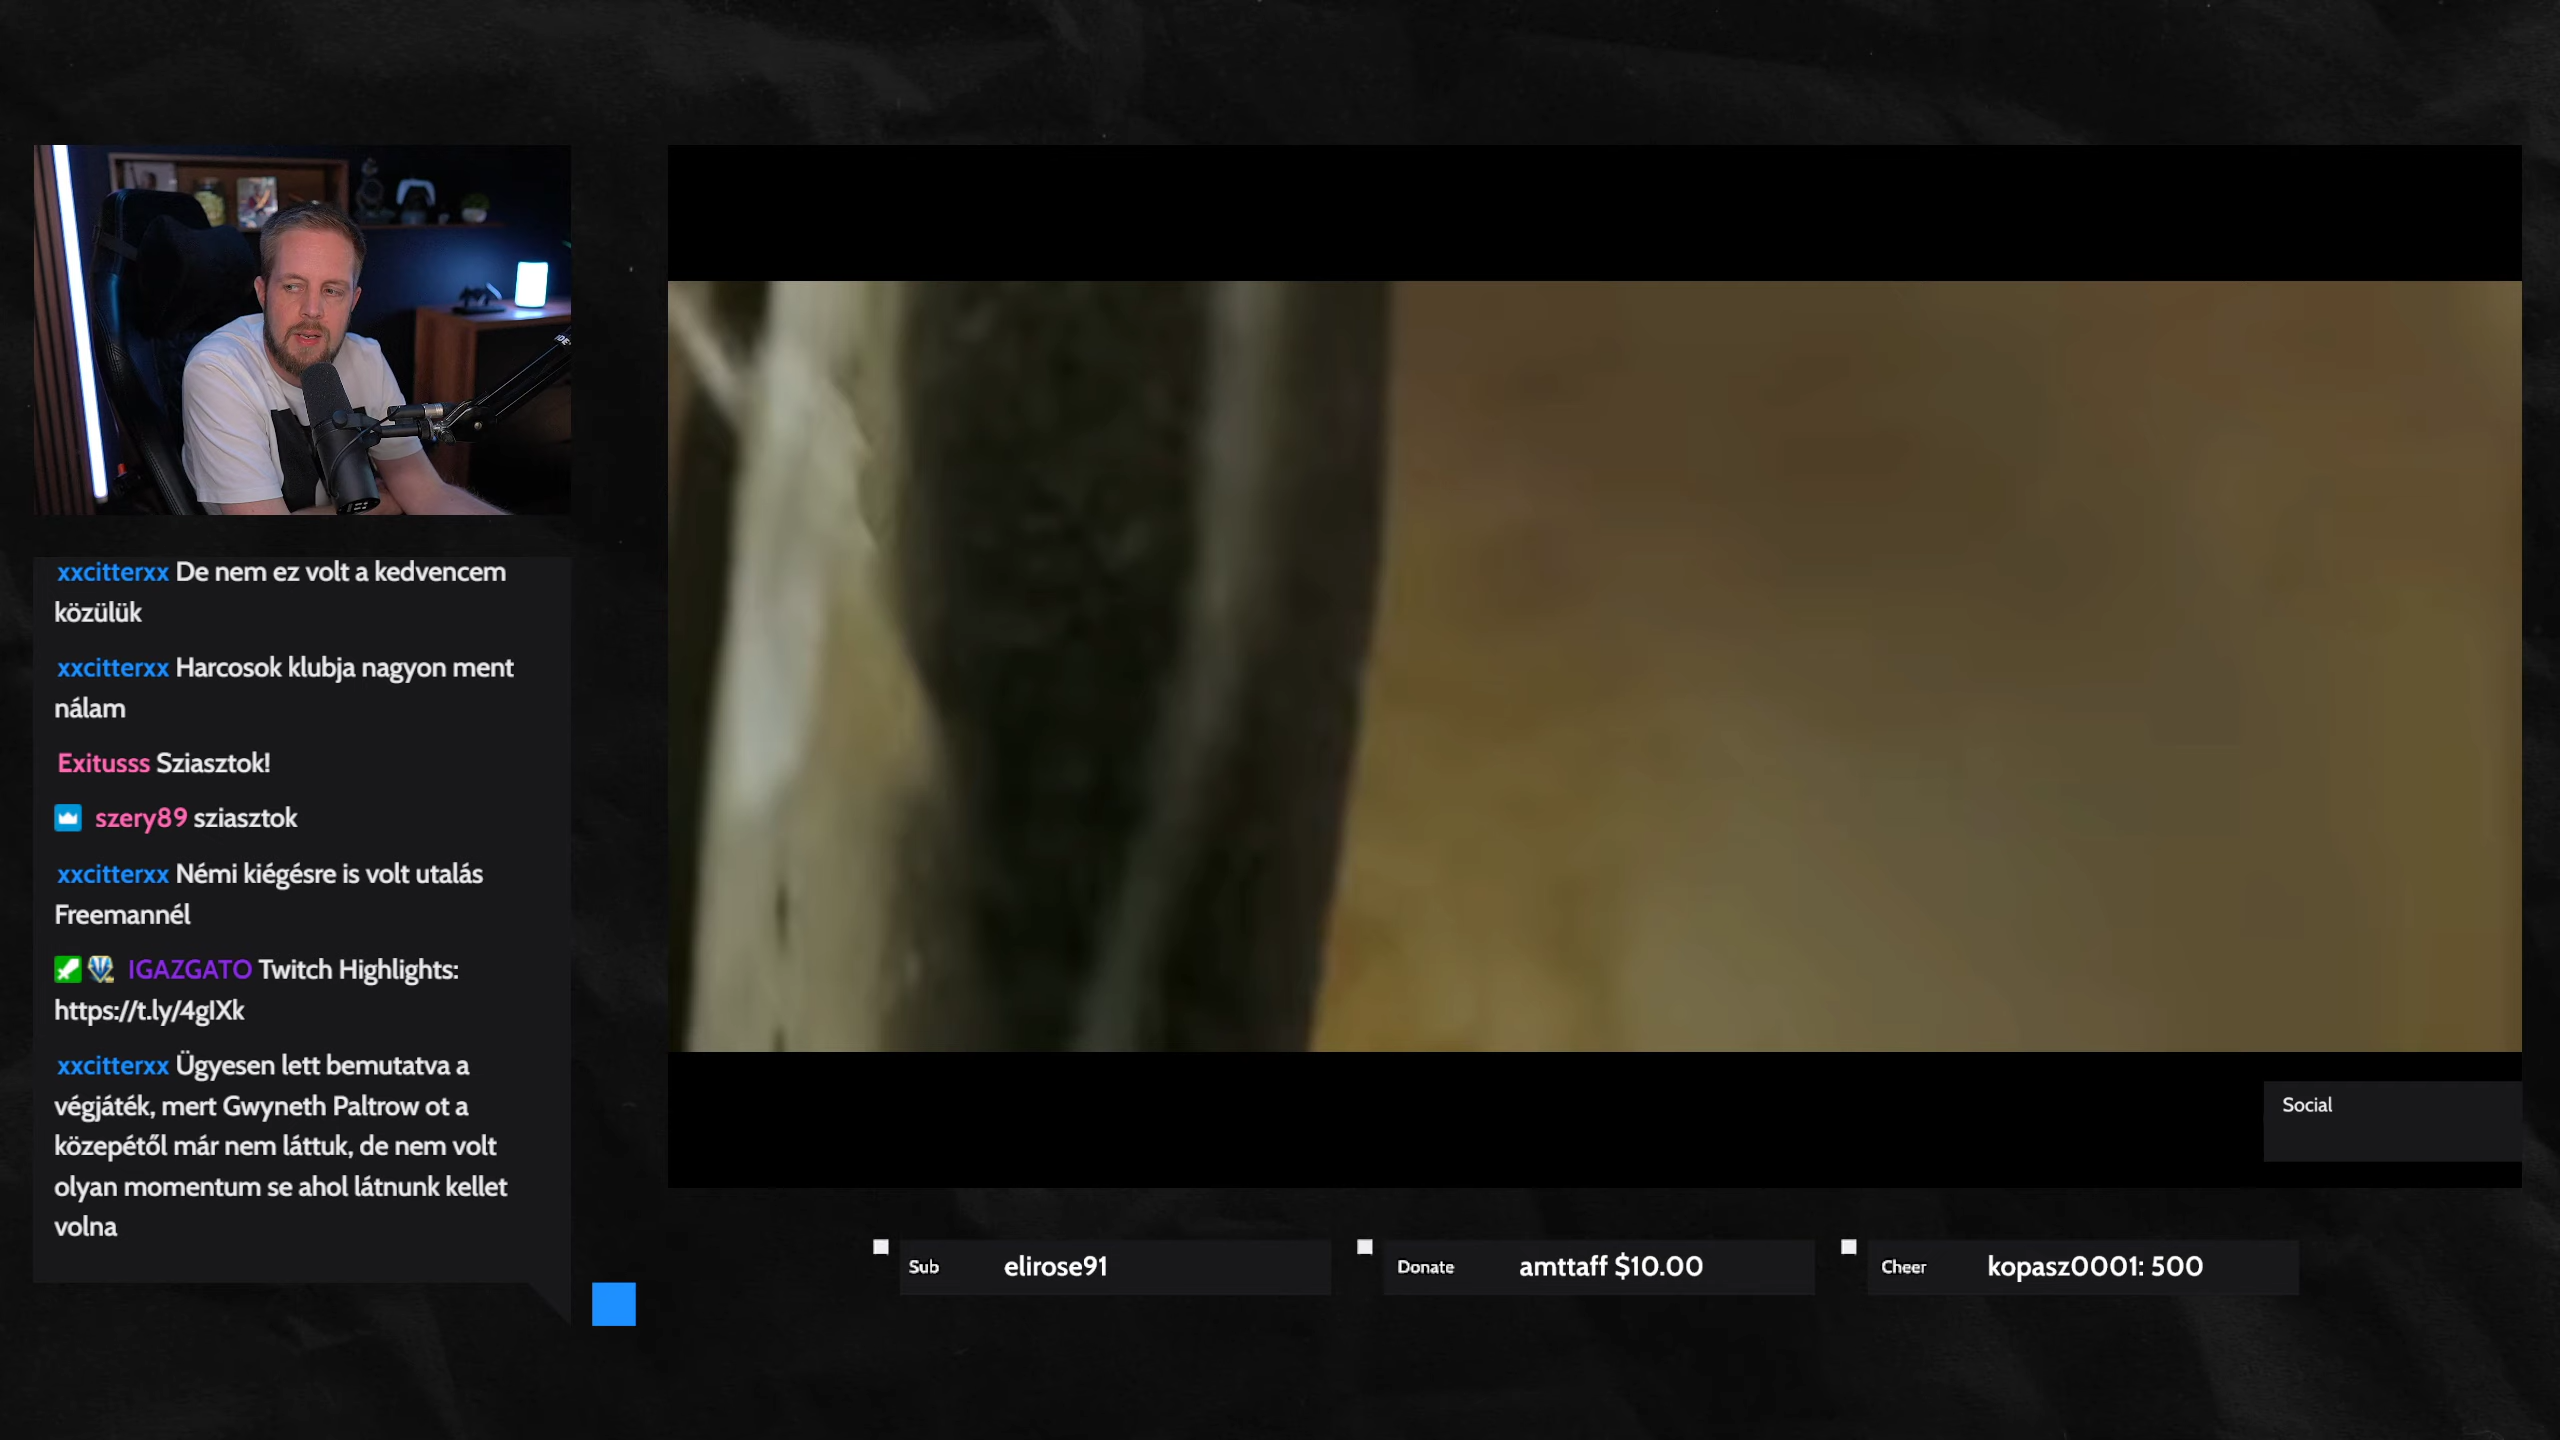 xxcitterxx De nem ez volt a kedvencem
közülük
xxcitterxx Harcosok klubja nagyon ment
nálam
Exitusss Sziasztok!
szery89 sziasztok
xxcitterxx Némi kiégésre is volt utalás
Freemannél
IGAZGATO Twitch Highlights:
https://t.ly/4gIXk
xxcitterxx Ügyesen lett bemutatva a
végjáték, mert Gwyneth Paltrow ot a
közepétől már nem láttuk, de nem volt
olyan momentum se ahol látnunk kellet
volna
Social
Sub elirose91
Donate amttaff $10.00
Cheer kopasz0001: 500